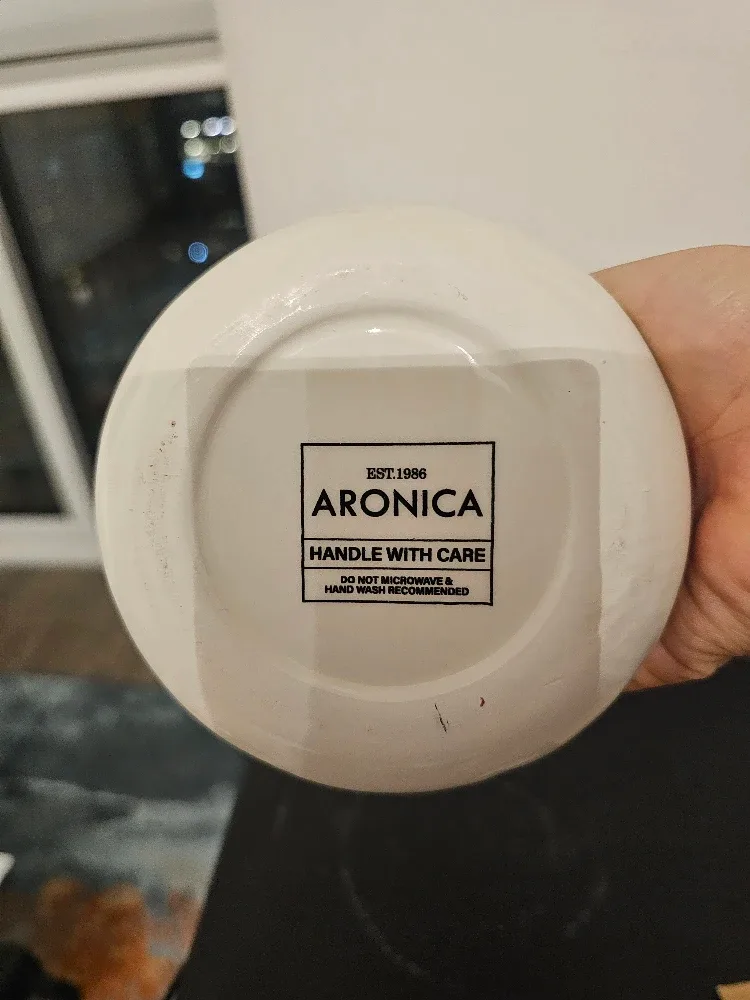 EST.1986
ARONICA
HANDLE WITH CARE
DO NOT MICROWAVE &
HAND WASH RECOMMENDED